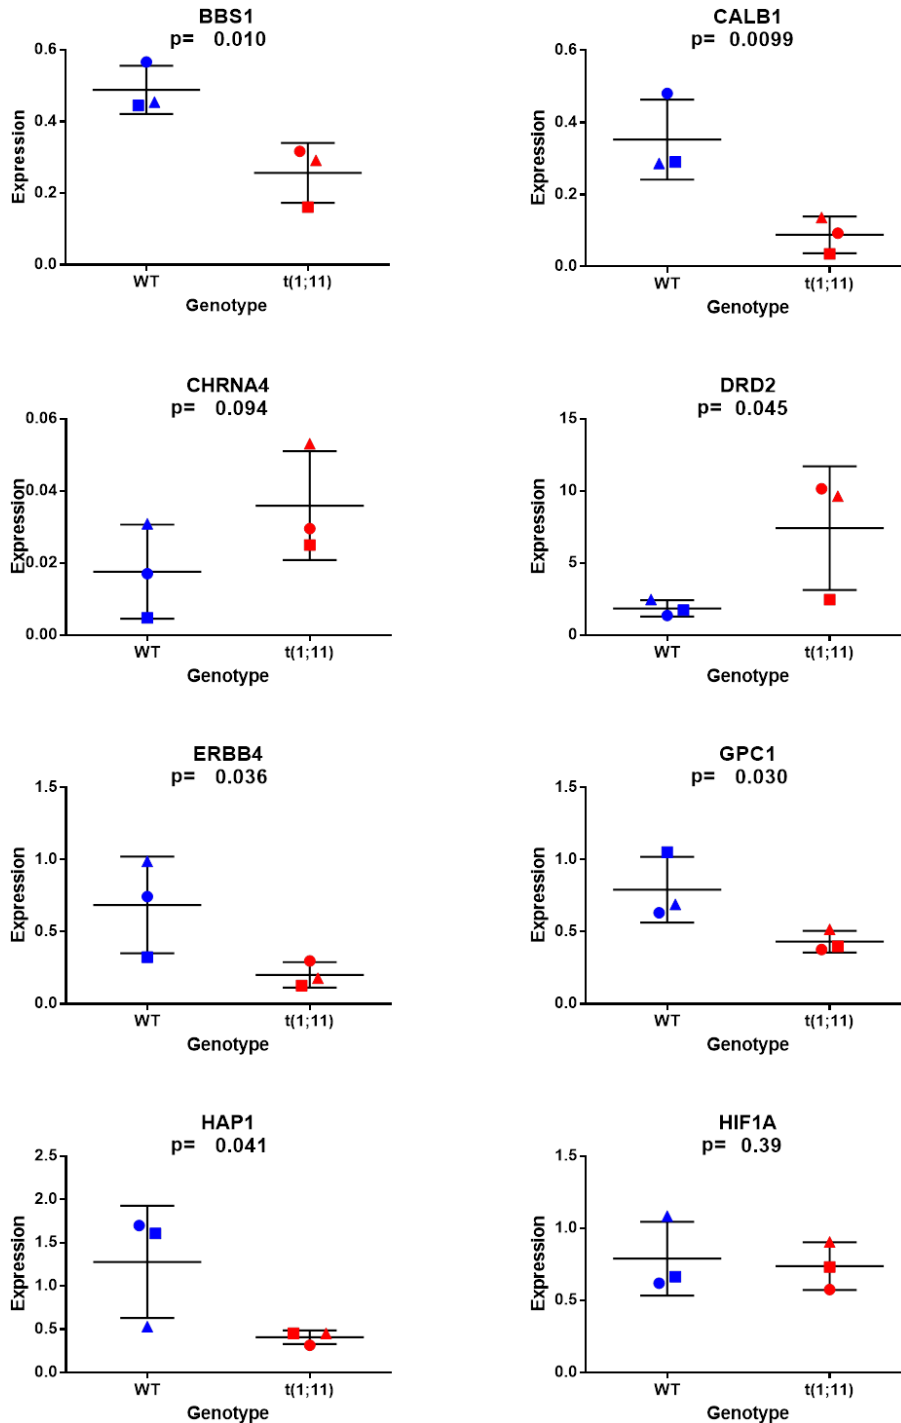 BBS1
p= 0.010
Expression
0.6
0.4
0.2
0.0
WT
t(1;11)
Genotype
CALB1
p= 0.0099
Expression
0.6
0.4
0.2
0.0
WT
t(1;11)
Genotype
CHRNA4
p= 0.094
Expression
0.06
0.04
0.02
0.00
WT
t(1;11)
Genotype
DRD2
p= 0.045
Expression
15
10
5
0
WT
t(1;11)
Genotype
ERBB4
p= 0.036
Expression
1.5
1.0
0.5
0.0
WT
t(1;11)
Genotype
GPC1
p= 0.030
Expression
1.5
1.0
0.5
0.0
WT
t(1;11)
Genotype
HAP1
p= 0.041
Expression
2.5
2.0
1.5
1.0
0.5
0.0
WT
t(1;11)
Genotype
HIF1A
p= 0.39
Expression
1.5
1.0
0.5
0.0
WT
t(1;11)
Genotype